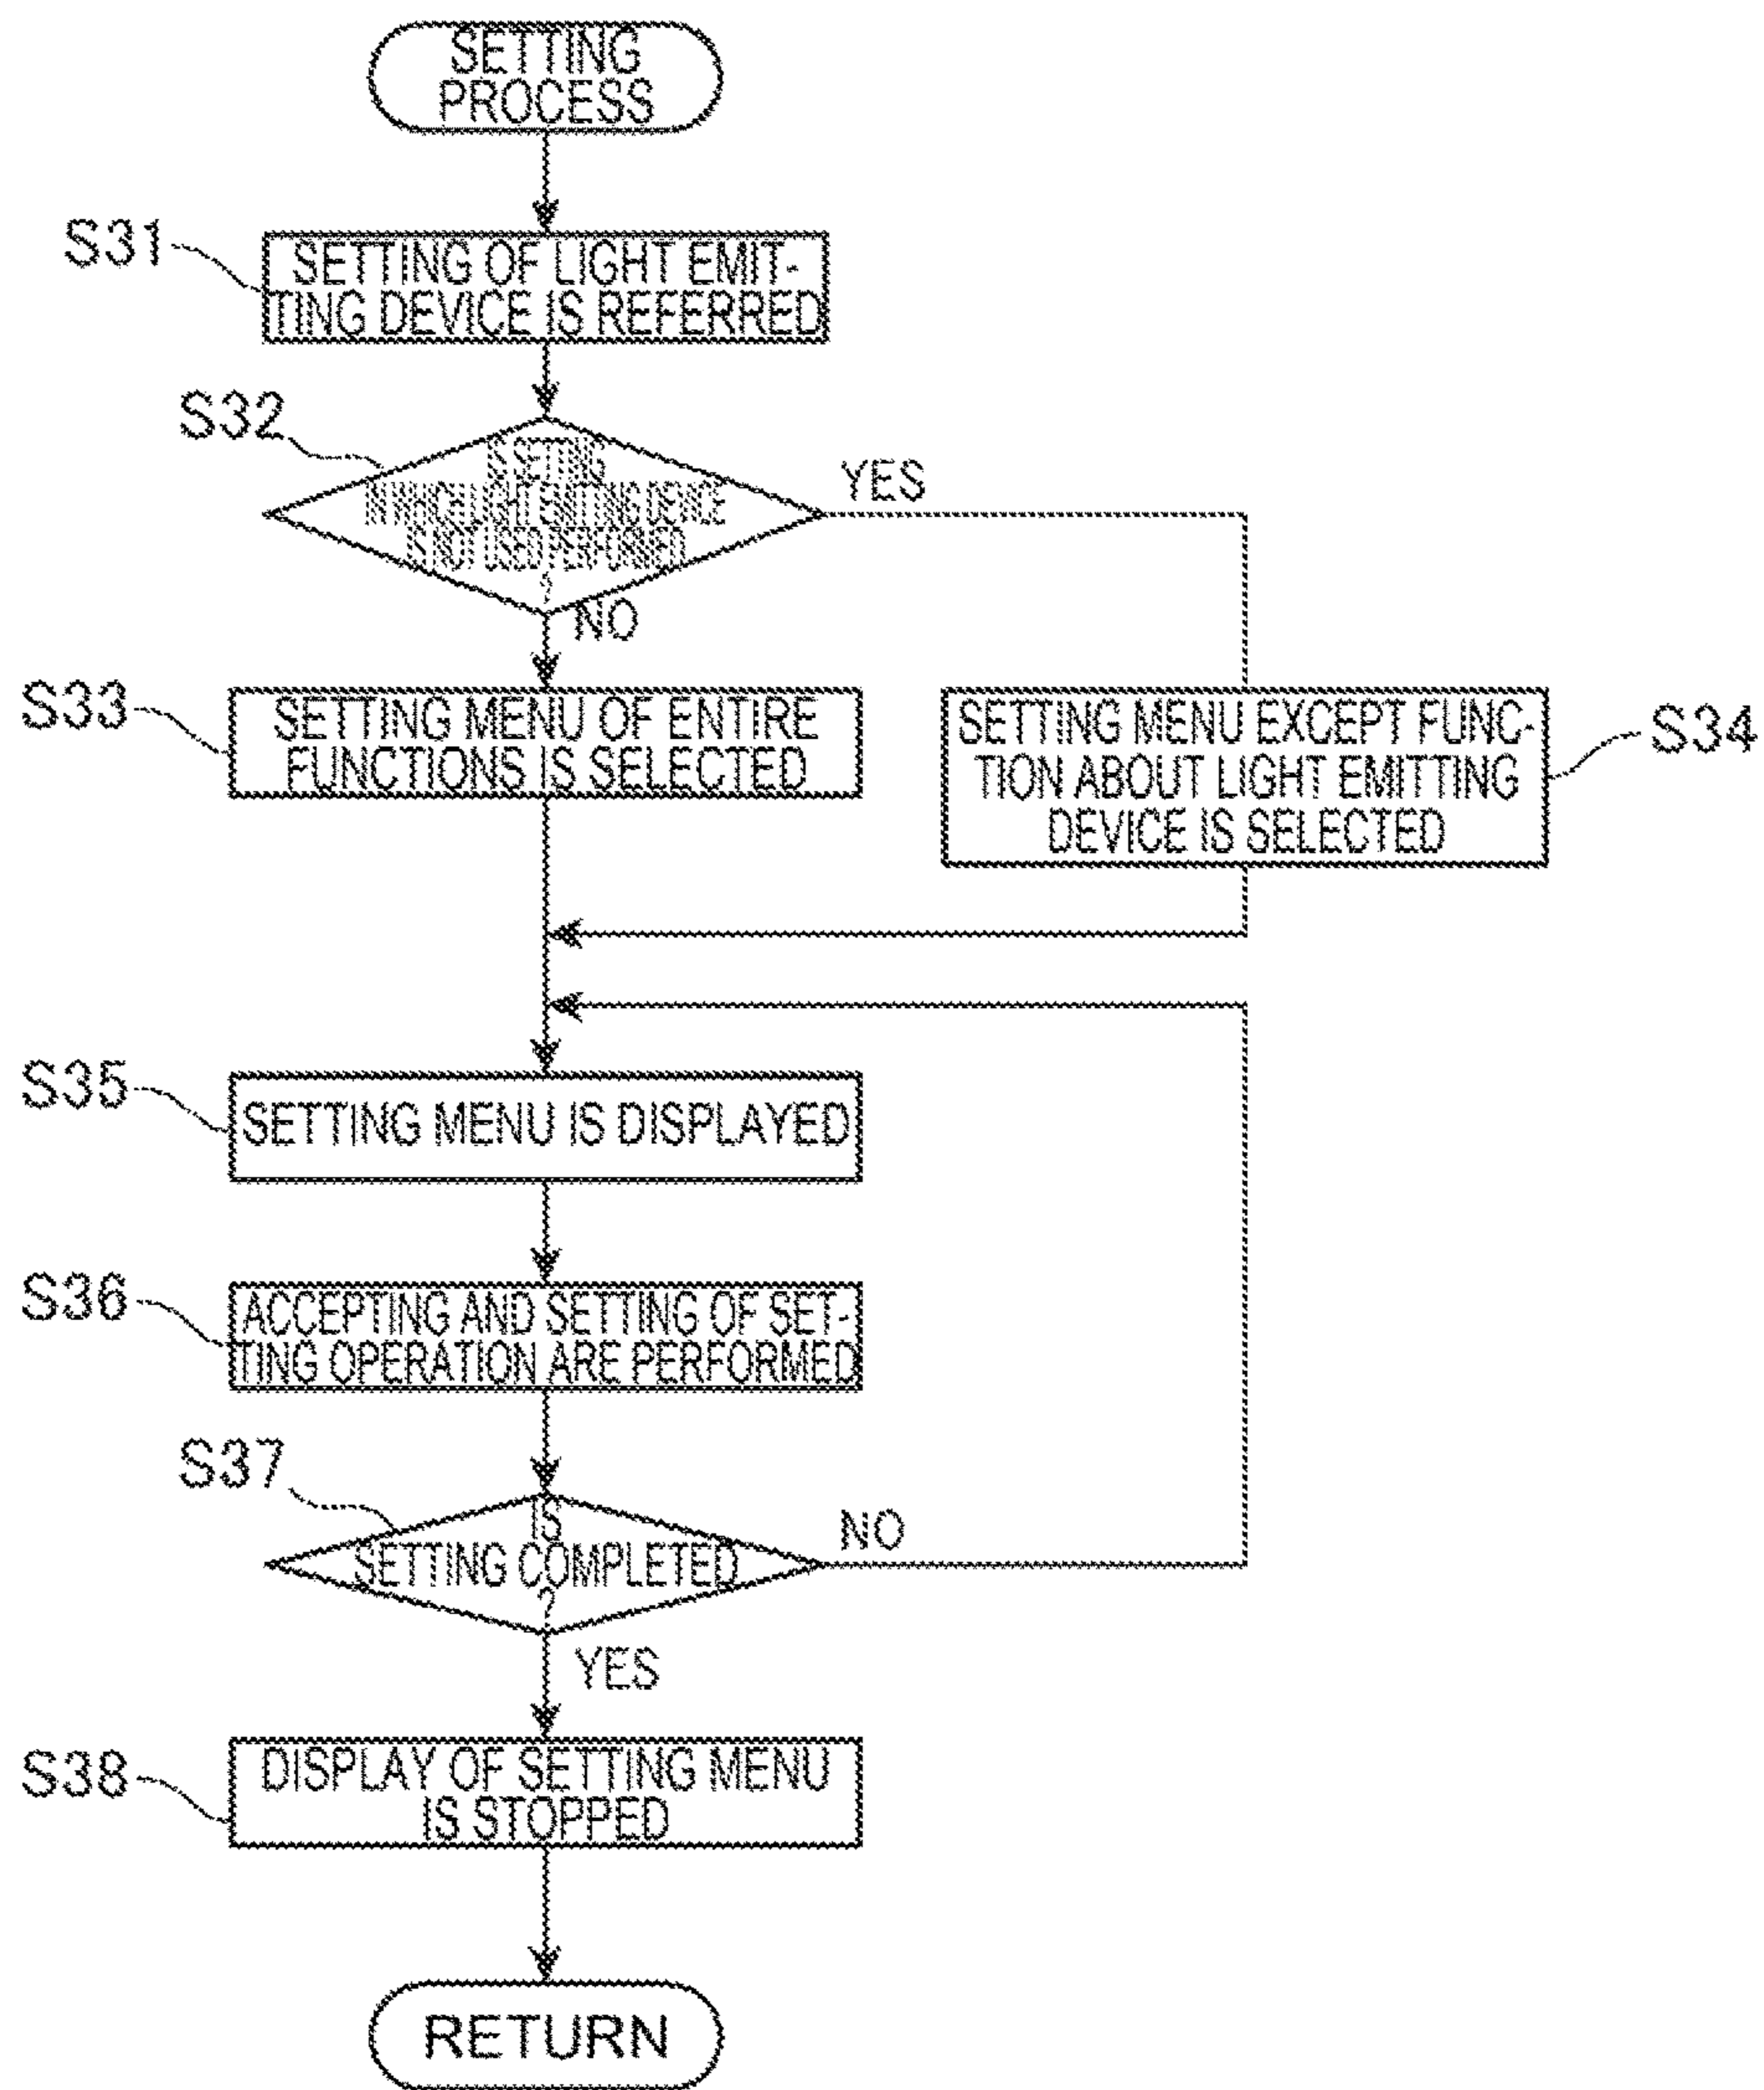 SETTING
PROCESS
S31
SETTING OF LIGHT EMIT-
TING DEVICE IS REFERRED
S32
IS SETTING
IN WHICH LIGHT EMITTING DEVICE
IS NOT USED PERFORMED
?
YES
NO
S33
SETTING MENU OF ENTIRE
FUNCTIONS IS SELECTED
SETTING MENU EXCEPT FUNC-
TION ABOUT LIGHT EMITTING
DEVICE IS SELECTED
S34
S35
SETTING MENU IS DISPLAYED
S36
ACCEPTING AND SETTING OF SET-
TING OPERATION ARE PERFORMED
S37
IS
SETTING COMPLETED
?
NO
YES
S38
DISPLAY OF SETTING MENU
IS STOPPED
RETURN